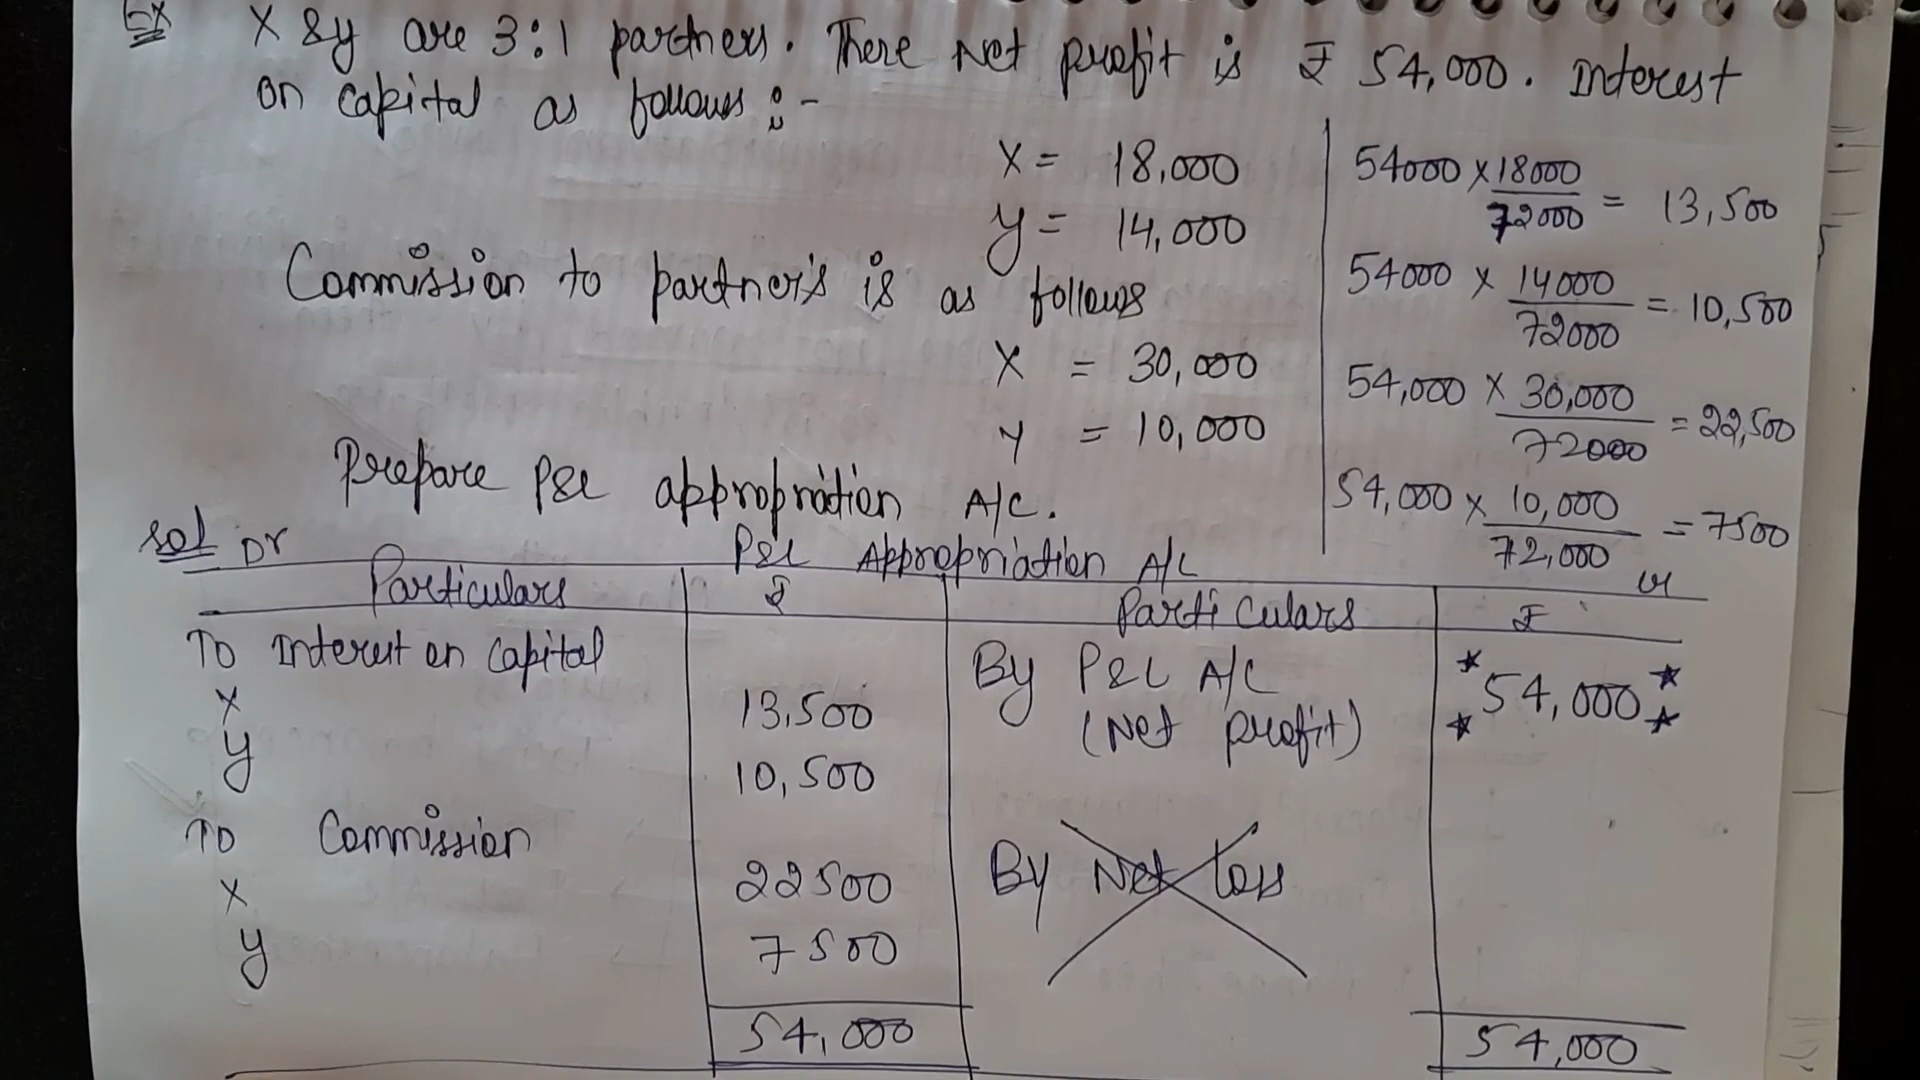 Ex X & y are 3:1 partners. There Net profit is ₹ 54,000. Interest
on capital as follows :-
X = 18,000
y = 14,000
Commission to partner's is as follows
X = 30,000
Y = 10,000
Prepare P&L appropriation A/C.
54000 × 18000/72000 = 13,500
54000 × 14000/72000 = 10,500
54,000 × 30,000/72000 = 22,500
54,000 × 10,000/72,000 = 7500
Sol Dr P&L Appropriation A/C Cr
Particulars ₹ Particulars ₹
To Interest on capital By P&L A/C *54,000*
X 13,500 (Net profit) * *
y 10,500
To Commission By Net loss
X 22500
y 7500
54,000 54,000